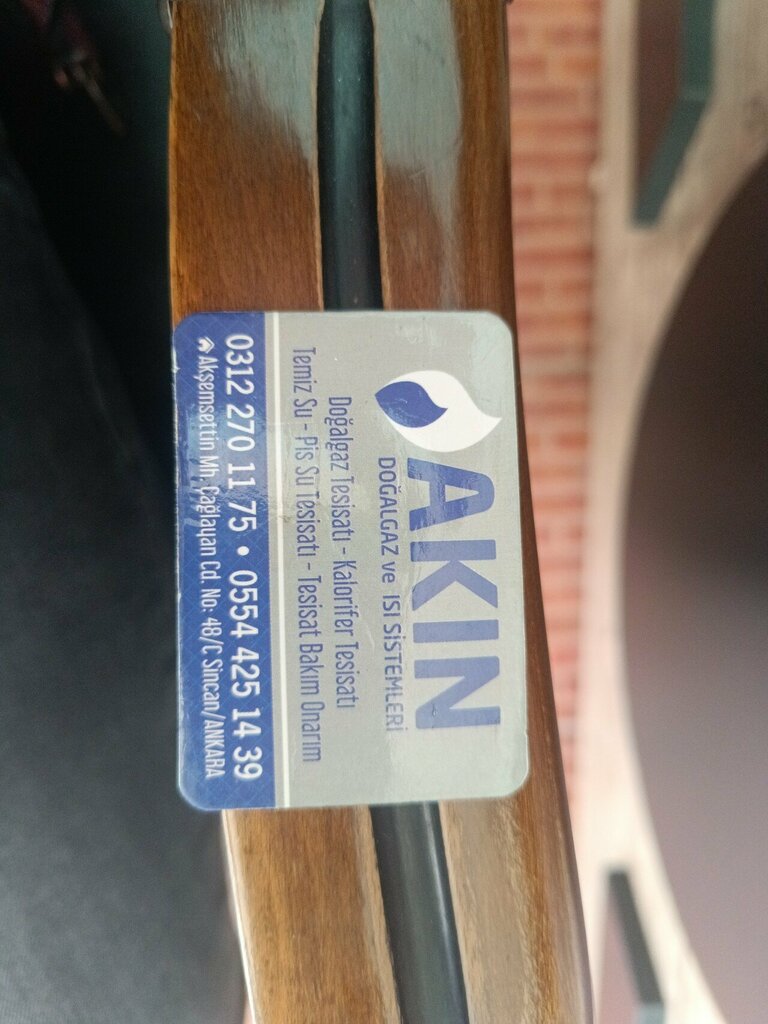 AKIN
DOĞALGAZ ve ISI SİSTEMLERİ
Doğalgaz Tesisatı - Kalorifer Tesisatı
Temiz Su - Pis Su Tesisatı - Tesisat Bakım Onarım
0312 270 11 75 • 0554 425 14 39
Akşemsettin Mh. Çağlayan Cd. No: 48/C Sincan/ANKARA